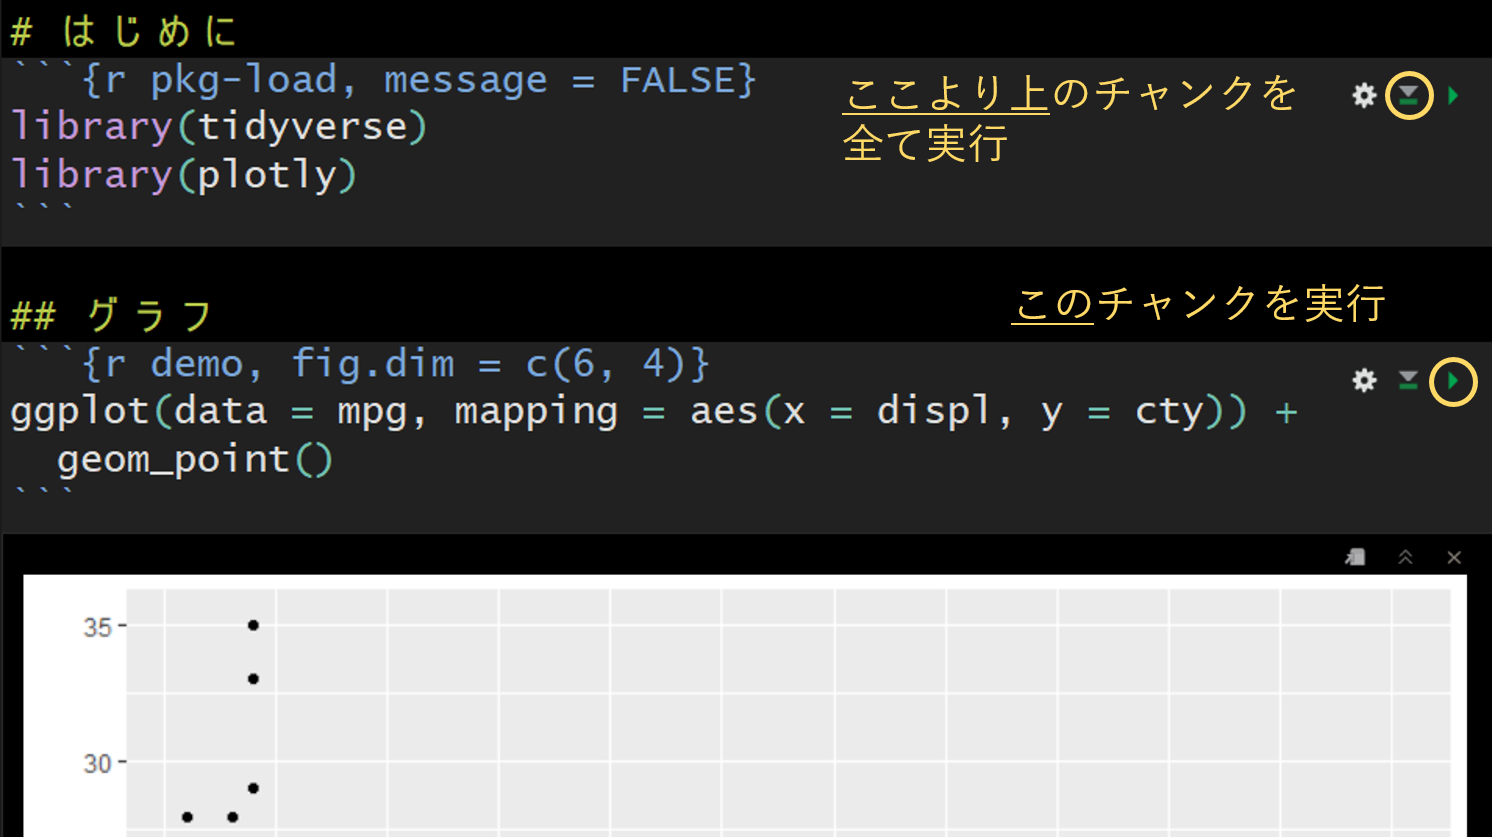 # はじめに
```{r pkg-load, message = FALSE}
library(tidyverse)
library(plotly)
```
ここより上のチャンクを
全て実行
## グラフ
このチャンクを実行
```{r demo, fig.dim = c(6, 4)}
ggplot(data = mpg, mapping = aes(x = displ, y = cty)) +
  geom_point()
```
35
30